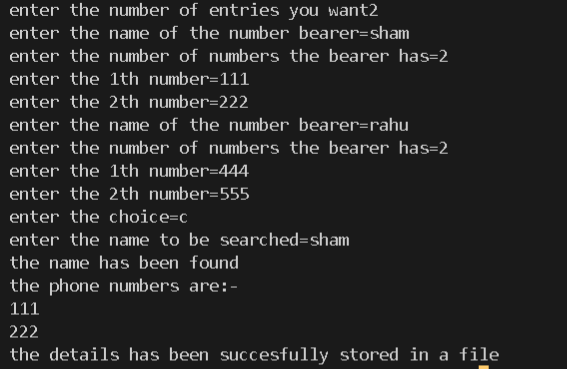 enter the number of entries you want2
enter the name of the number bearer=sham
enter the number of numbers the bearer has=2
enter the 1th number=111
enter the 2th number=222
enter the name of the number bearer=rahu
enter the number of numbers the bearer has=2
enter the 1th number=444
enter the 2th number=555
enter the choice=c
enter the name to be searched=sham
the name has been found
the phone numbers are:-
111
222
the details has been succesfully stored in a file